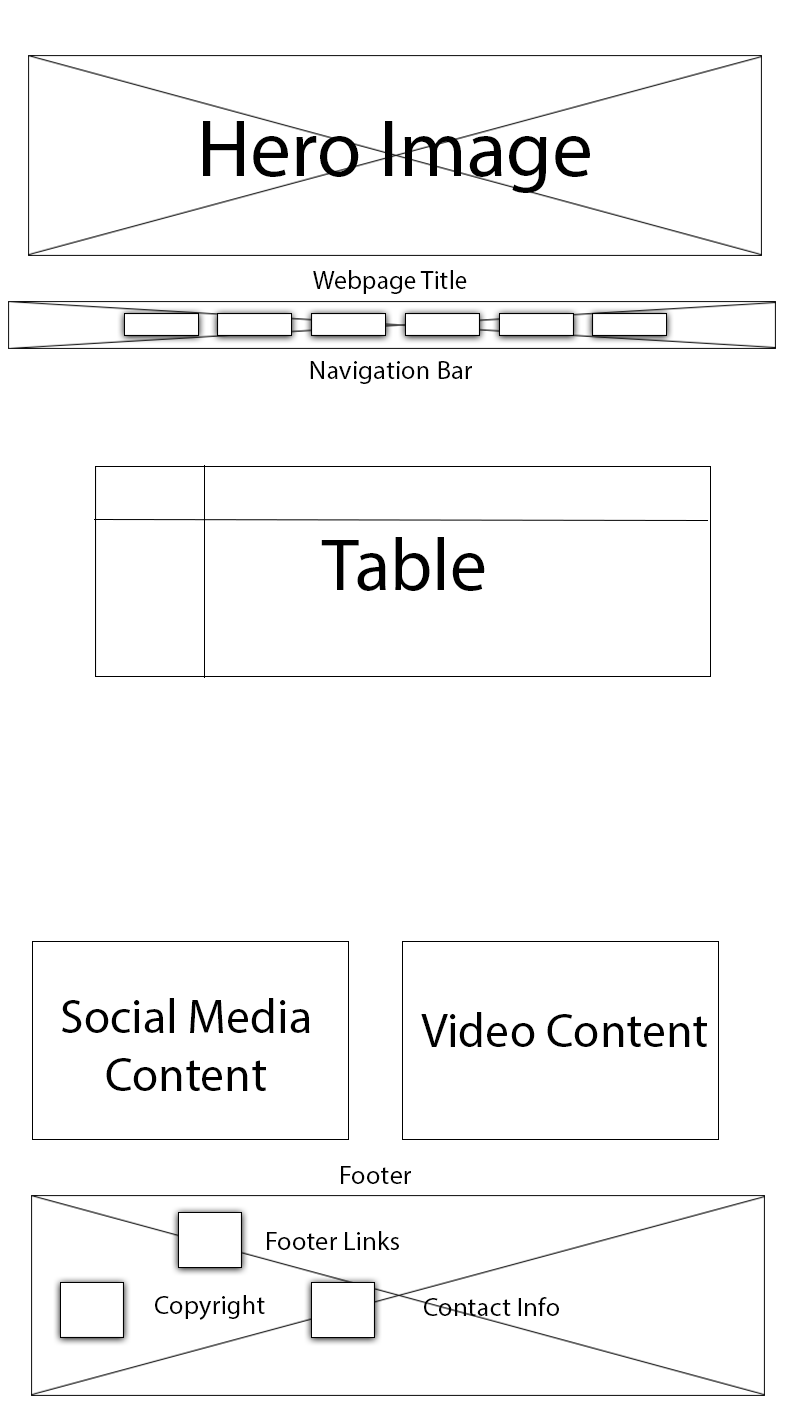 Hero Image
Webpage Title
Navigation Bar
Table
Social Media
Content
Video Content
Footer
Footer Links
Copyright
Contact Info